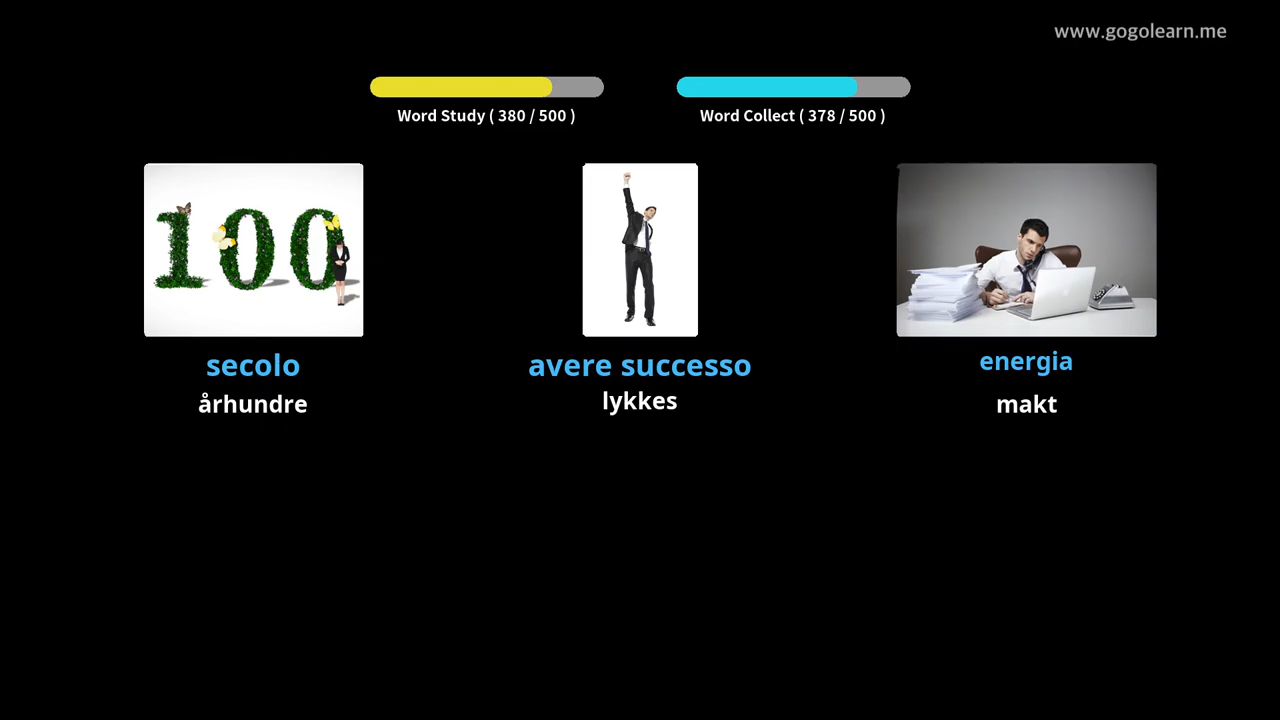 www.gogolearn.me
Word Study ( 380 / 500 )
Word Collect ( 378 / 500 )
100
secolo
århundre
avere successo
lykkes
energia
makt